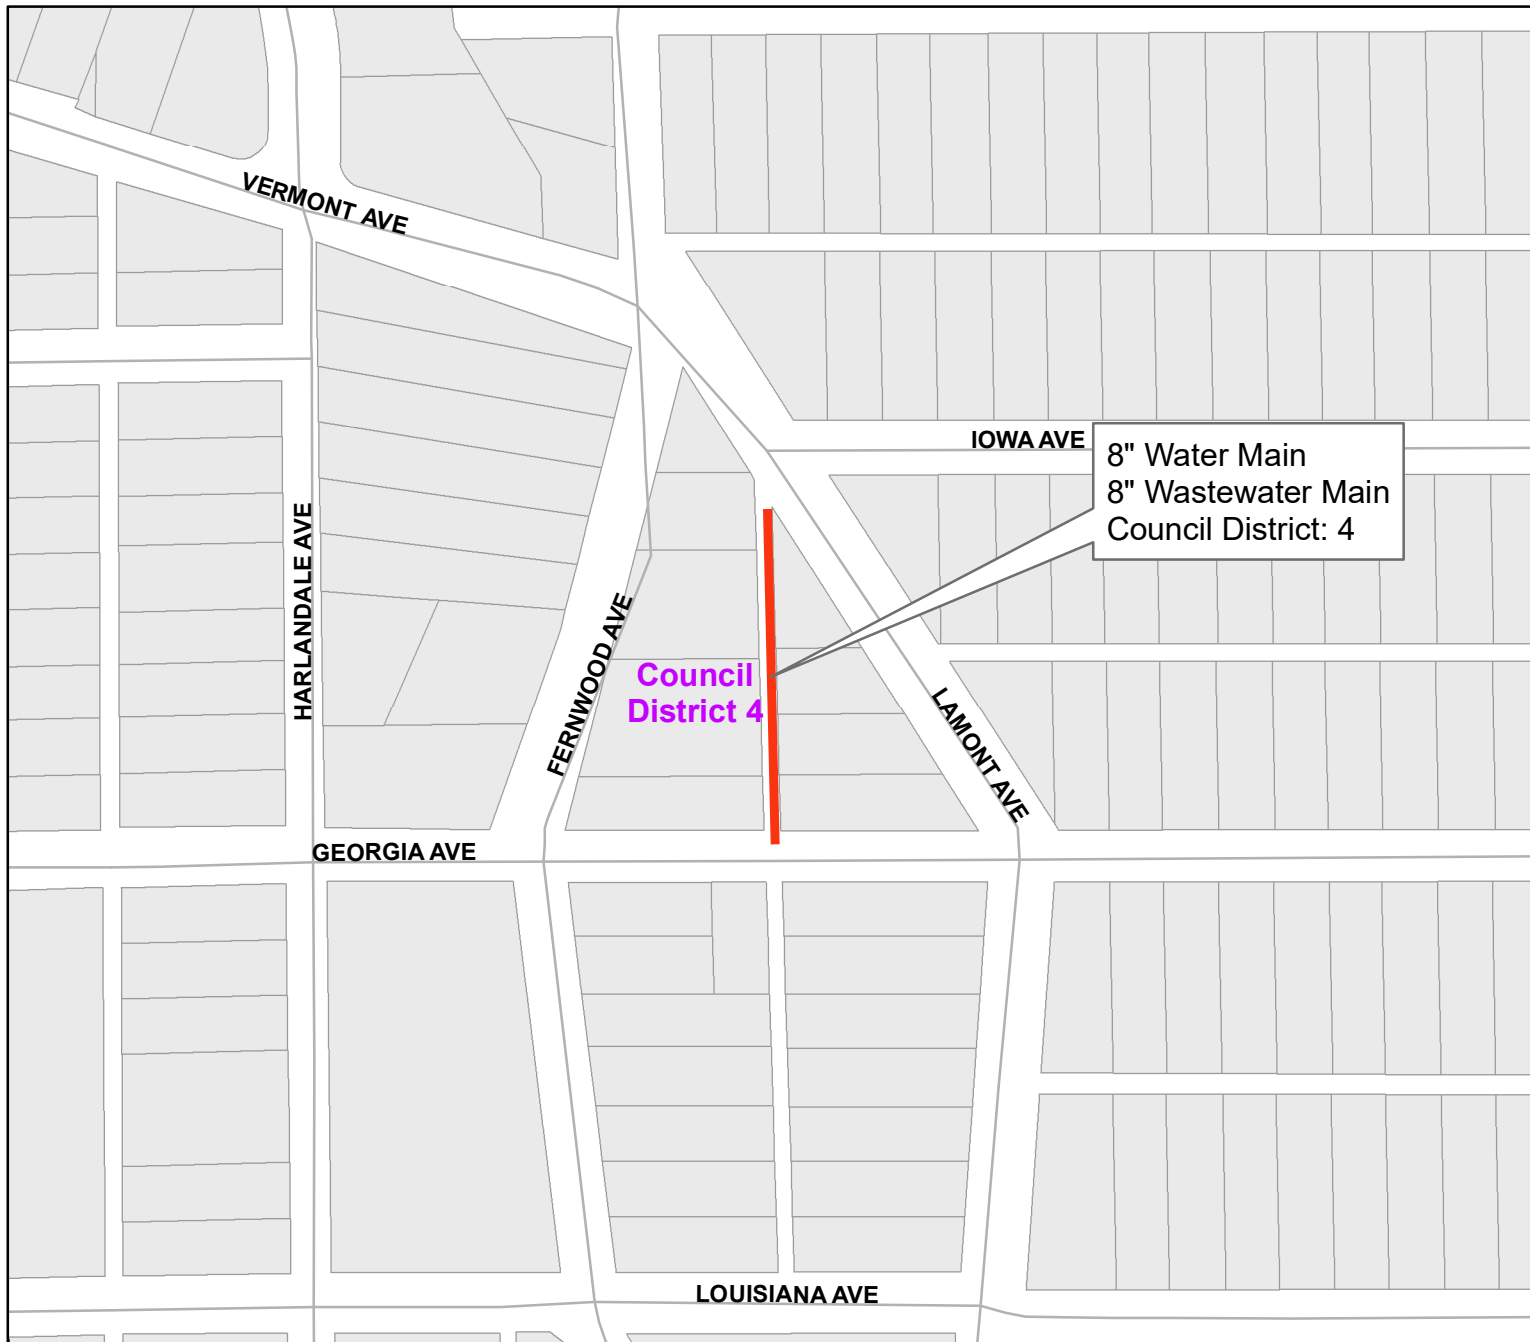 VERMONT AVE
IOWA AVE
8" Water Main
8" Wastewater Main
Council District: 4
HARLANDALE AVE
FERNWOOD AVE
Council
District 4
LAMONT AVE
GEORGIA AVE
LOUISIANA AVE